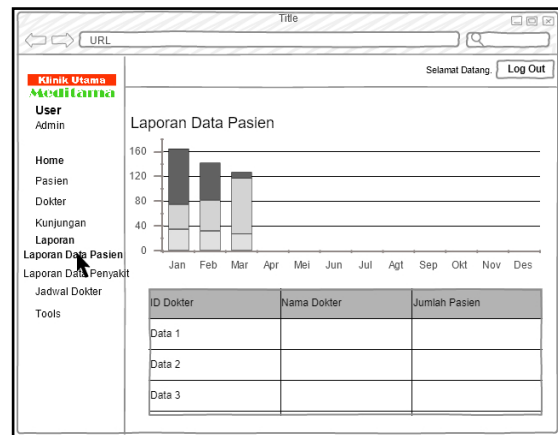 Title
URL
Selamat Datang. Log Out
Klinik Utama
Meditama
User
Admin
Home
Pasien
Dokter
Kunjungan
Laporan
Laporan Data Pasien
Laporan Data Penyakit
Jadwal Dokter
Tools
Laporan Data Pasien
160
120
80
40
0
Jan Feb Mar Apr Mei Jun Jul Agt Sep Okt Nov Des
ID Dokter Nama Dokter Jumlah Pasien
Data 1
Data 2
Data 3